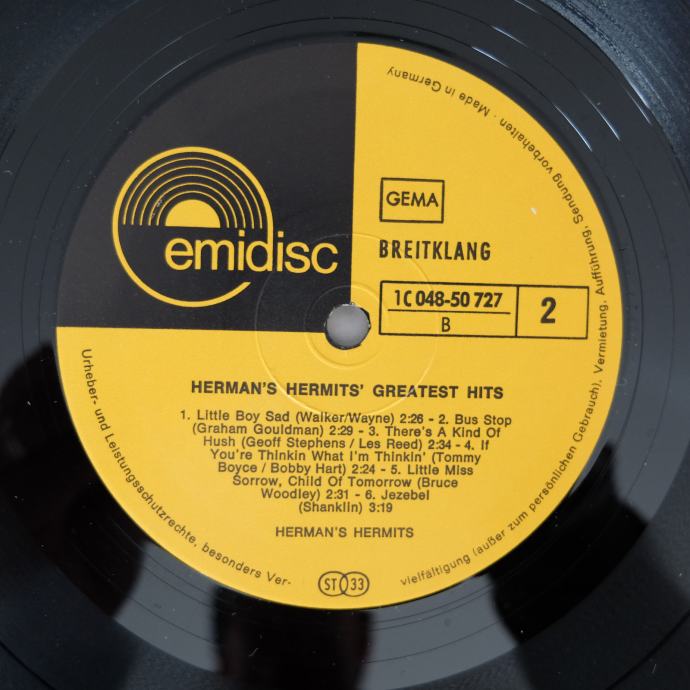 emidisc
GEMA
BREITKLANG
1C 048-50 727
B
2
HERMAN'S HERMITS' GREATEST HITS
1. Little Boy Sad (Walker/Wayne) 2:26 - 2. Bus Stop
(Graham Gouldman) 2:29 - 3. There's A Kind Of
Hush (Geoff Stephens / Les Reed) 2:34 - 4. If
You're Thinkin What I'm Thinkin' (Tommy
Boyce / Bobby Hart) 2:24 - 5. Little Miss
Sorrow, Child Of Tomorrow (Bruce
Woodley) 2:31 - 6. Jezebel
(Shanklin) 3:19
HERMAN'S HERMITS
ST 33
Urheber- und Leistungsschutzrechte, besonders Ver-
vielfältigung (außer zum persönlichen Gebrauch), Vermietung, Aufführung, Sendung vorbehalten · Made in Germany